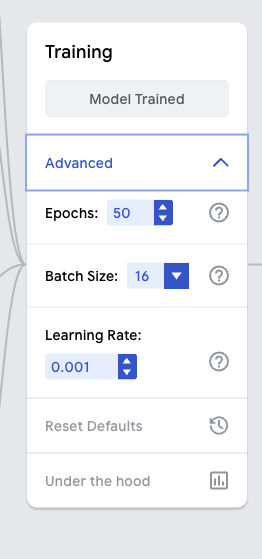 Training
Model Trained
Advanced
Epochs: 50
Batch Size: 16
Learning Rate:
0.001
Reset Defaults
Under the hood